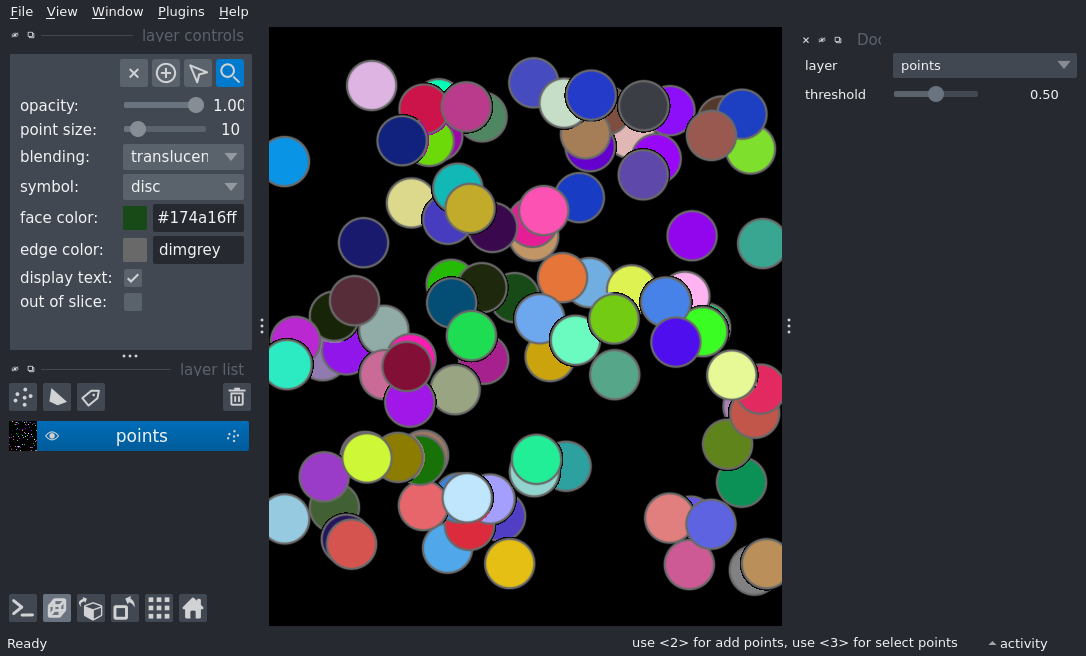 File View Window Plugins Help
layer controls
opacity: 1.00
point size: 10
blending: translucen
symbol: disc
face color: #174a16ff
edge color: dimgrey
display text:
out of slice:
layer list
points
Doc
layer points
threshold 0.50
Ready
use <2> for add points, use <3> for select points
activity